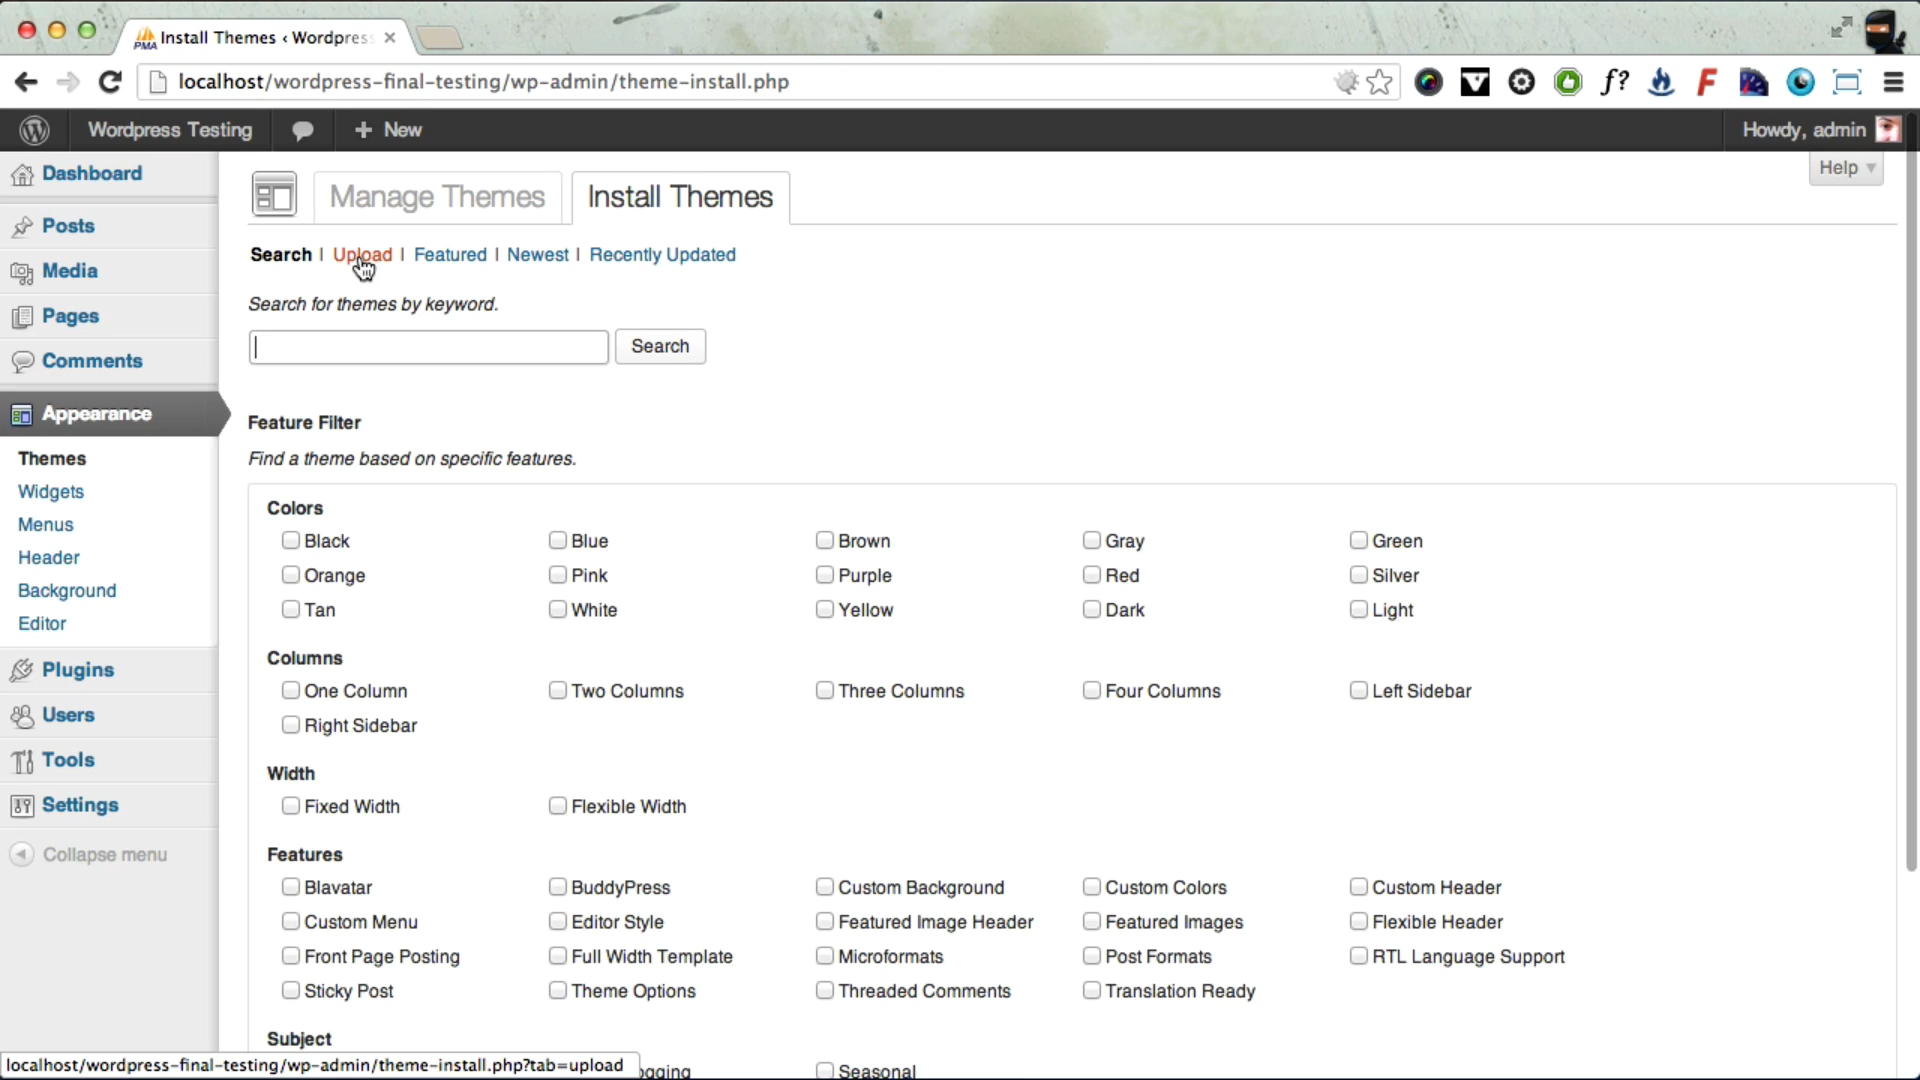 PMA Install Themes ‹ Wordpress
localhost/wordpress-final-testing/wp-admin/theme-install.php
f?
F
Wordpress Testing
+ New
Howdy, admin
Help
Dashboard
Posts
Media
Pages
Comments
Appearance
Themes
Widgets
Menus
Header
Background
Editor
Plugins
Users
Tools
Settings
Collapse menu
Manage Themes
Install Themes
Search | Upload | Featured | Newest | Recently Updated
Search for themes by keyword.
Search
Feature Filter
Find a theme based on specific features.
Colors
Black Blue Brown Gray Green
Orange Pink Purple Red Silver
Tan White Yellow Dark Light
Columns
One Column Two Columns Three Columns Four Columns Left Sidebar
Right Sidebar
Width
Fixed Width Flexible Width
Features
Blavatar BuddyPress Custom Background Custom Colors Custom Header
Custom Menu Editor Style Featured Image Header Featured Images Flexible Header
Front Page Posting Full Width Template Microformats Post Formats RTL Language Support
Sticky Post Theme Options Threaded Comments Translation Ready
Subject
Seasonal
localhost/wordpress-final-testing/wp-admin/theme-install.php?tab=upload